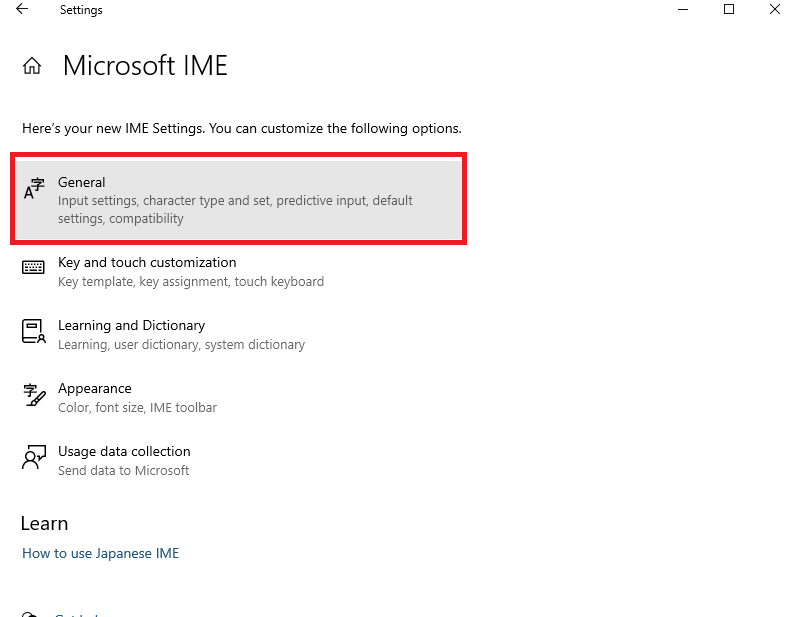 Settings
Microsoft IME
Here's your new IME Settings. You can customize the following options.
General
Input settings, character type and set, predictive input, default
settings, compatibility
Key and touch customization
Key template, key assignment, touch keyboard
Learning and Dictionary
Learning, user dictionary, system dictionary
Appearance
Color, font size, IME toolbar
Usage data collection
Send data to Microsoft
Learn
How to use Japanese IME